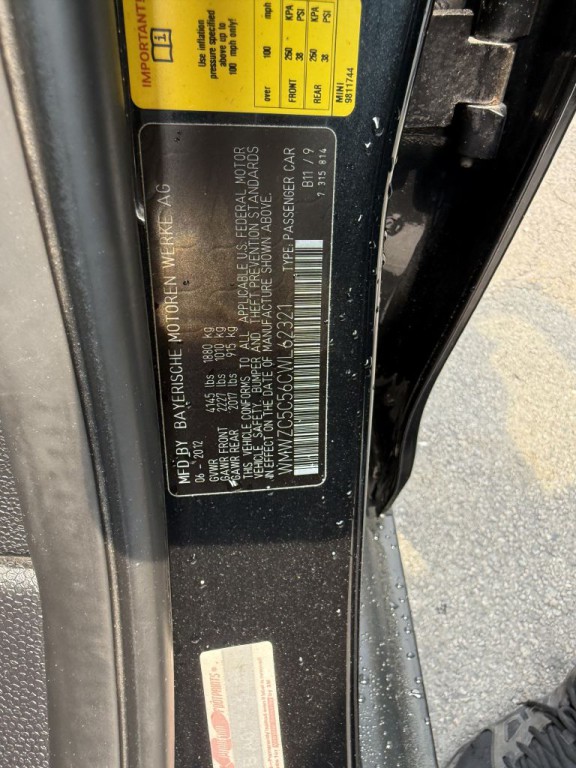 IMPORTANT
Use inflation
pressure specified
above up to
100 mph only!
over 100 mph
FRONT 260 KPA
38 PSI
REAR 260 KPA
38 PSI
MINI
9811744
MFD BY BAYERISCHE MOTOREN WERKE AG
06 - 2012
GVWR 4145 lbs 1880 kg
GAWR FRONT 2227 lbs 1010 kg
GAWR REAR 2017 lbs 915 kg
THIS VEHICLE CONFORMS TO ALL APPLICABLE U.S. FEDERAL MOTOR
VEHICLE SAFETY, BUMPER AND THEFT PREVENTION STANDARDS
IN EFFECT ON THE DATE OF MANUFACTURE SHOWN ABOVE.
WMWZC5C56CWL62321 TYPE: PASSENGER CAR
B11 / 9
7 315 814